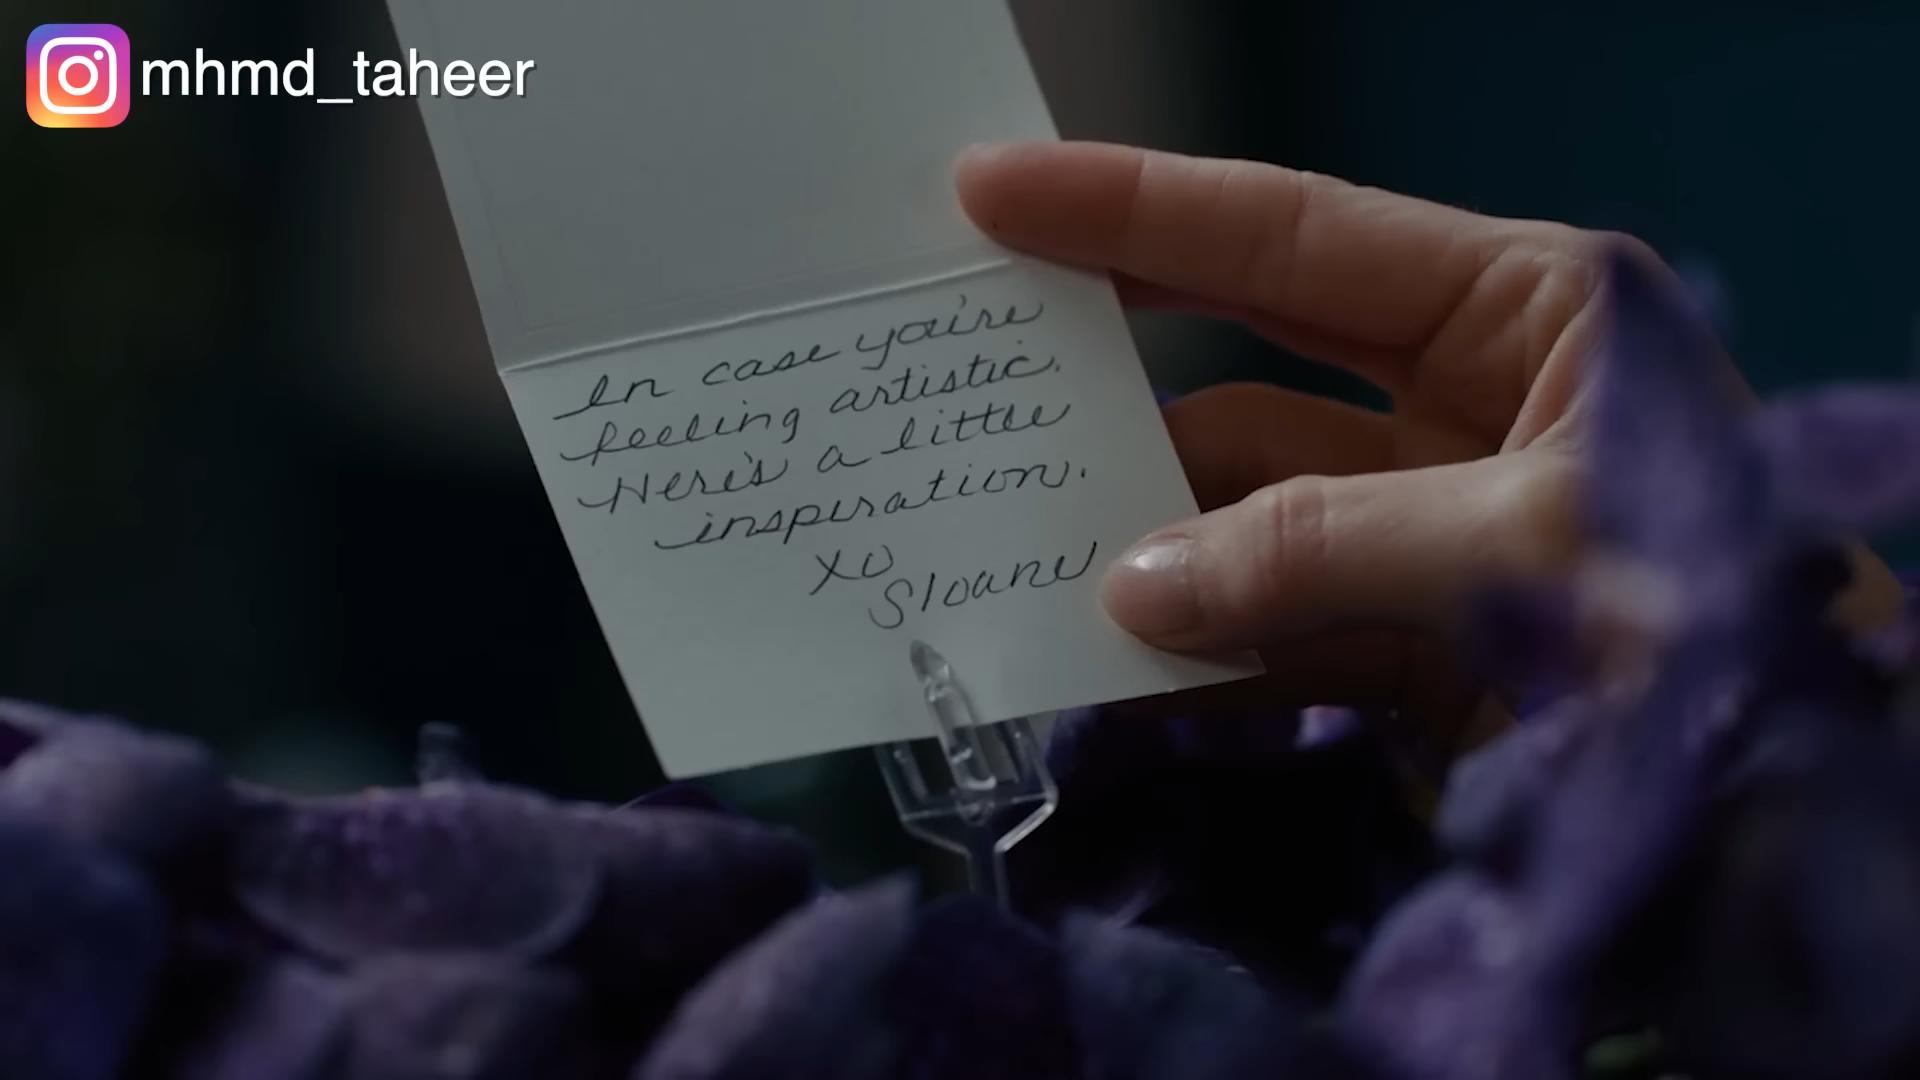 mhmd_taheer
In case you're
feeling artistic.
Here's a little
inspiration.
xo
Sloane